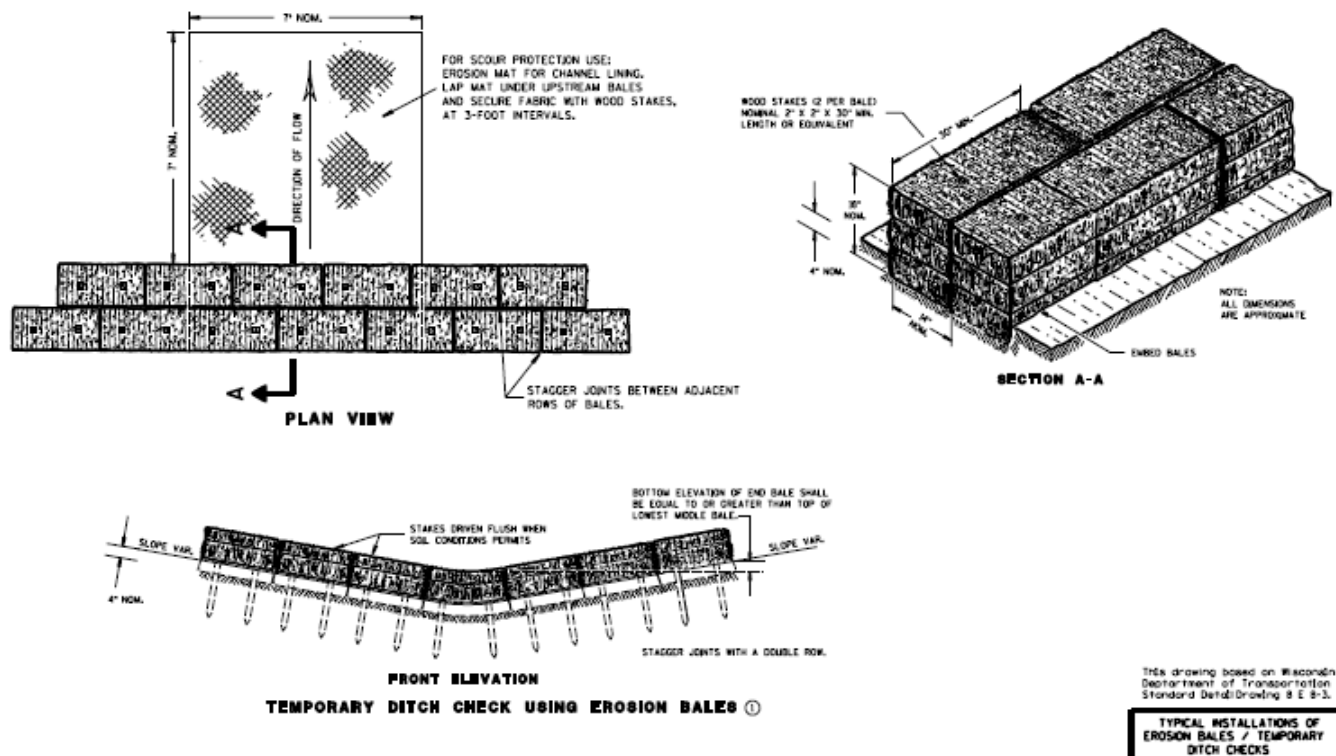 7' NOM.
7' NOM.
DIRECTION OF FLOW
FOR SCOUR PROTECTION USE:
EROSION MAT FOR CHANNEL LINING.
LAP MAT UNDER UPSTREAM BALES
AND SECURE FABRIC WITH WOOD STAKES,
AT 3-FOOT INTERVALS.
A
A
STAGGER JOINTS BETWEEN ADJACENT
ROWS OF BALES.
PLAN VIEW
WOOD STAKES (2 PER BALE)
NOMINAL 2" X 2" X 30" MIN.
LENGTH OR EQUIVALENT
30" MIN.
NOM.
4" NOM.
14"
NOM.
NOTE:
ALL DIMENSIONS
ARE APPROXIMATE
EMBED BALES
SECTION A-A
BOTTOM ELEVATION OF END BALE SHALL
BE EQUAL TO OR GREATER THAN TOP OF
LOWEST MIDDLE BALE.
STAKES DRIVEN FLUSH WHEN
SOIL CONDITIONS PERMITS
SLOPE VAR.
SLOPE VAR.
4" NOM.
STAGGER JOINTS WITH A DOUBLE ROW.
FRONT ELEVATION
TEMPORARY DITCH CHECK USING EROSION BALES ①
This drawing based on Wisconsin
Department of Transportation
Standard Detail Drawing 8 E 8-3.
TYPICAL INSTALLATIONS OF
EROSION BALES / TEMPORARY
DITCH CHECKS